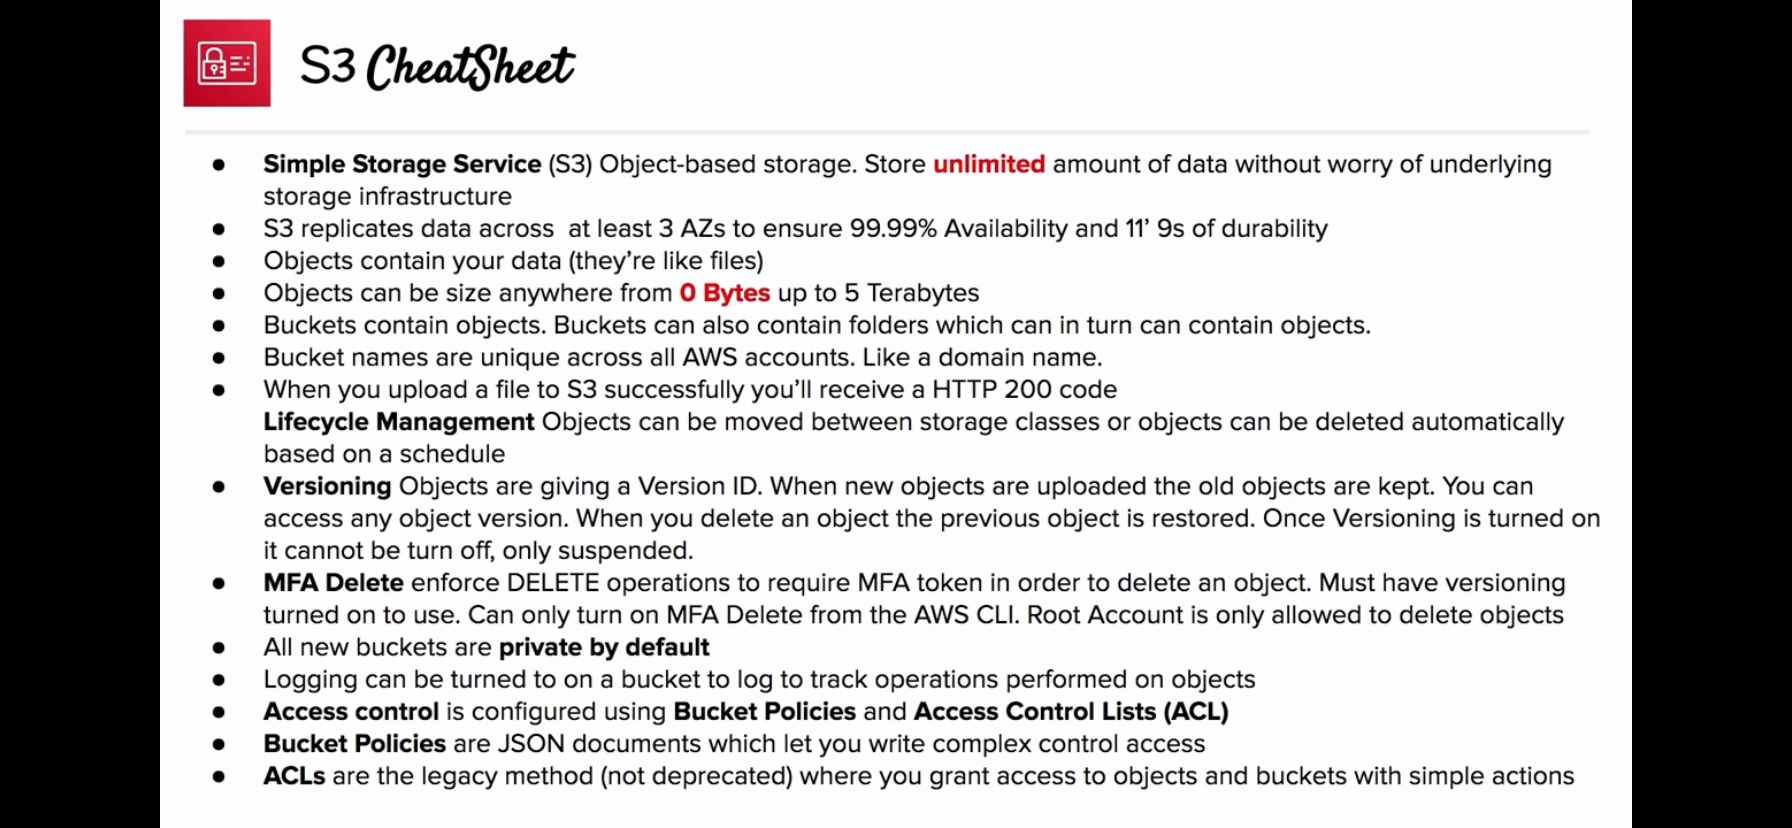 S3 CheatSheet
● Simple Storage Service (S3) Object-based storage. Store unlimited amount of data without worry of underlying
storage infrastructure
● S3 replicates data across at least 3 AZs to ensure 99.99% Availability and 11’ 9s of durability
● Objects contain your data (they’re like files)
● Objects can be size anywhere from 0 Bytes up to 5 Terabytes
● Buckets contain objects. Buckets can also contain folders which can in turn can contain objects.
● Bucket names are unique across all AWS accounts. Like a domain name.
● When you upload a file to S3 successfully you’ll receive a HTTP 200 code
Lifecycle Management Objects can be moved between storage classes or objects can be deleted automatically
based on a schedule
● Versioning Objects are giving a Version ID. When new objects are uploaded the old objects are kept. You can
access any object version. When you delete an object the previous object is restored. Once Versioning is turned on
it cannot be turn off, only suspended.
● MFA Delete enforce DELETE operations to require MFA token in order to delete an object. Must have versioning
turned on to use. Can only turn on MFA Delete from the AWS CLI. Root Account is only allowed to delete objects
● All new buckets are private by default
● Logging can be turned to on a bucket to log to track operations performed on objects
● Access control is configured using Bucket Policies and Access Control Lists (ACL)
● Bucket Policies are JSON documents which let you write complex control access
● ACLs are the legacy method (not deprecated) where you grant access to objects and buckets with simple actions